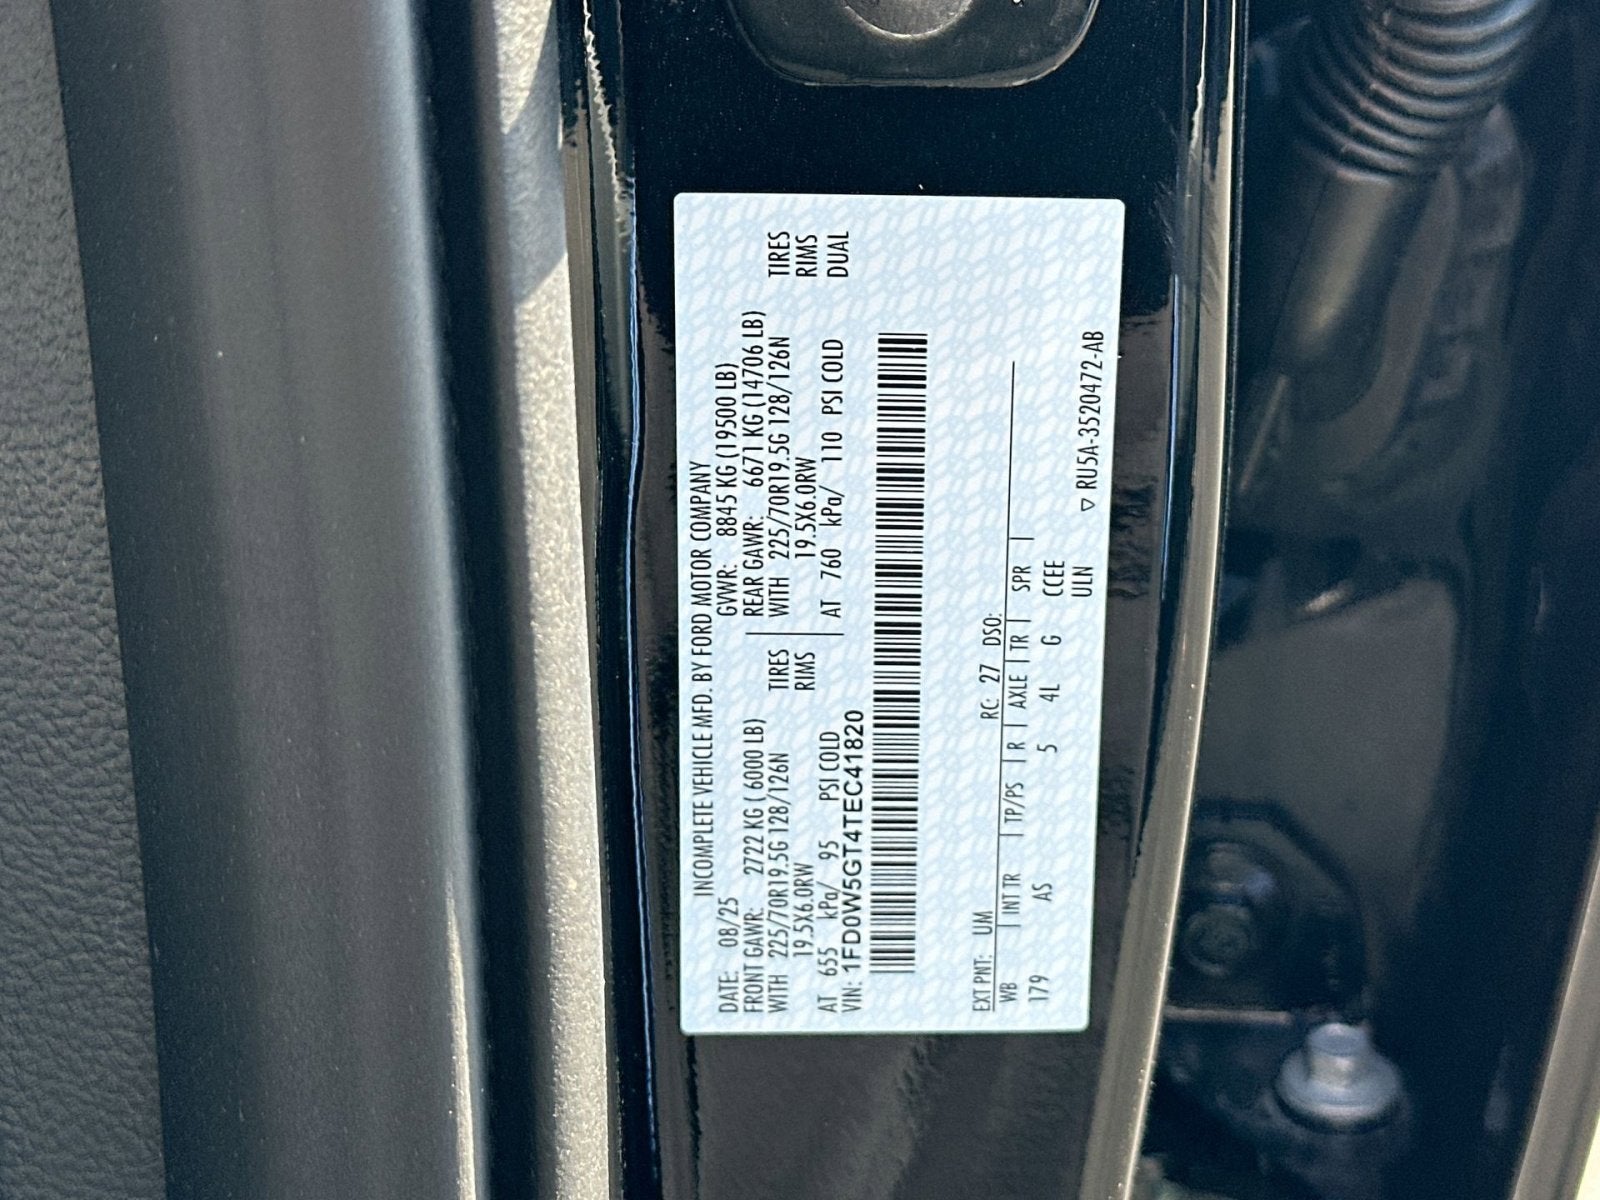 INCOMPLETE VEHICLE MFD. BY FORD MOTOR COMPANY
DATE: 08/25 GVWR: 8845 KG (19500 LB)
FRONT GAWR: 2722 KG ( 6000 LB) REAR GAWR: 6671 KG (14706 LB)
WITH 225/70R19.5G 128/126N TIRES WITH 225/70R19.5G 128/126N TIRES
19.5X6.0RW RIMS 19.5X6.0RW RIMS
AT 655 kPa/ 95 PSI COLD AT 760 kPa/ 110 PSI COLD DUAL
VIN: 1FD0W5GT4TEC41820
EXT PNT: UM RC: 27 DSO:
WB | INT TR | TP/PS | R | AXLE | TR | SPR |
179 AS 5 4L G CCEE
ULN
▽ RU5A-3520472-AB